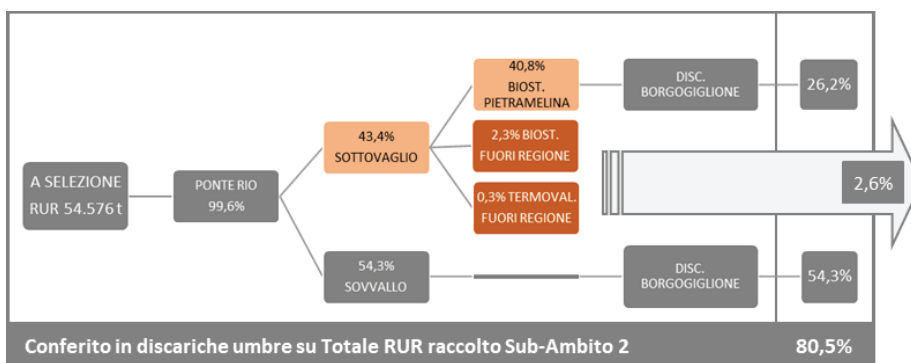 A SELEZIONE
RUR 54.576 t
PONTE RIO
99,6%
43,4%
SOTTOVAGLIO
54,3%
SOVVALLO
40,8%
BIOST.
PIETRAMELINA
2,3% BIOST.
FUORI REGIONE
0,3% TERMOVAL.
FUORI REGIONE
DISC.
BORGOGIGLIONE
26,2%
2,6%
DISC.
BORGOGIGLIONE
54,3%
Conferito in discariche umbre su Totale RUR raccolto Sub-Ambito 2 80,5%